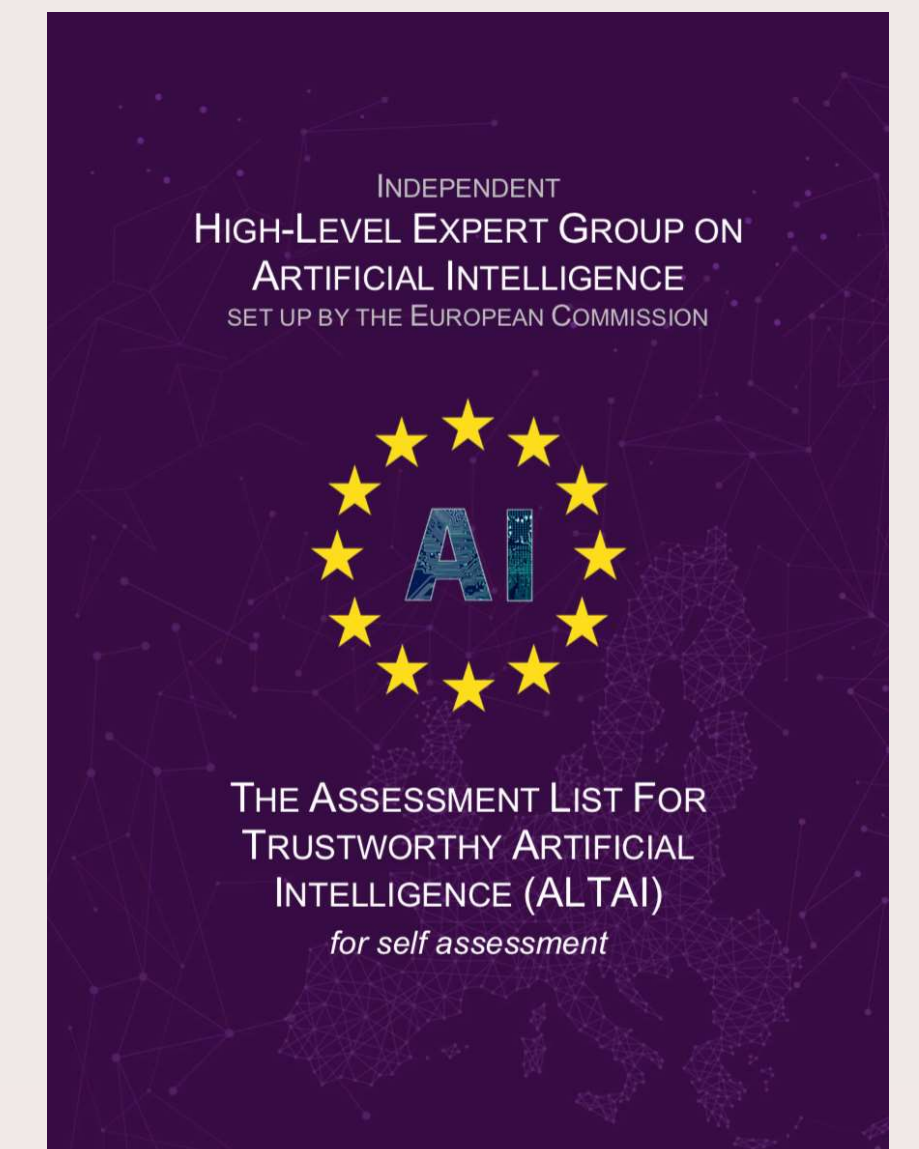 INDEPENDENT
HIGH-LEVEL EXPERT GROUP ON
ARTIFICIAL INTELLIGENCE
SET UP BY THE EUROPEAN COMMISSION
AI
THE ASSESSMENT LIST FOR
TRUSTWORTHY ARTIFICIAL
INTELLIGENCE (ALTAI)
for self assessment